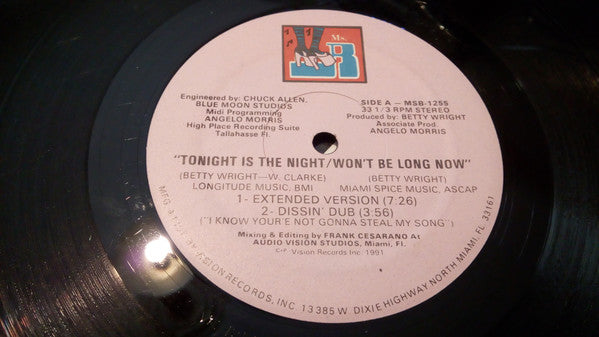 Ms.
B
Engineered by: CHUCK ALLEN,
BLUE MOON STUDIOS
Midi Programming
ANGELO MORRIS
High Place Recording Suite
Tallahasse Fl.
SIDE A — MSB-1255
33 1/3 RPM STEREO
Produced by: BETTY WRIGHT
Associate Prod.
ANGELO MORRIS
"TONIGHT IS THE NIGHT/WON'T BE LONG NOW"
(BETTY WRIGHT—W. CLARKE)
LONGITUDE MUSIC, BMI
(BETTY WRIGHT)
MIAMI SPICE MUSIC, ASCAP
1- EXTENDED VERSION (7:26)
2- DISSIN' DUB (3:56)
("I KNOW YOUR'E NOT GONNA STEAL MY SONG")
Mixing & Editing by FRANK CESARANO At
AUDIO VISION STUDIOS, Miami, Fl.
Vision Records Inc. 1991
MFG. & BY VISION RECORDS, INC 13385 W. DIXIE HIGHWAY NORTH MIAMI, FL 33161